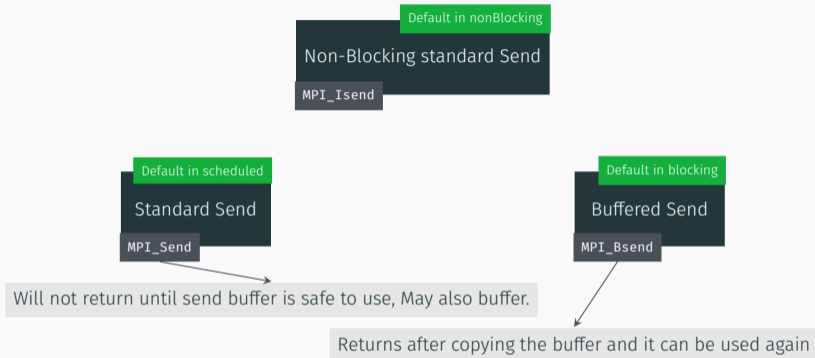 Default in nonBlocking
Non-Blocking standard Send
MPI_Isend
Default in scheduled
Standard Send
MPI_Send
Default in blocking
Buffered Send
MPI_Bsend
Will not return until send buffer is safe to use, May also buffer.
Returns after copying the buffer and it can be used again